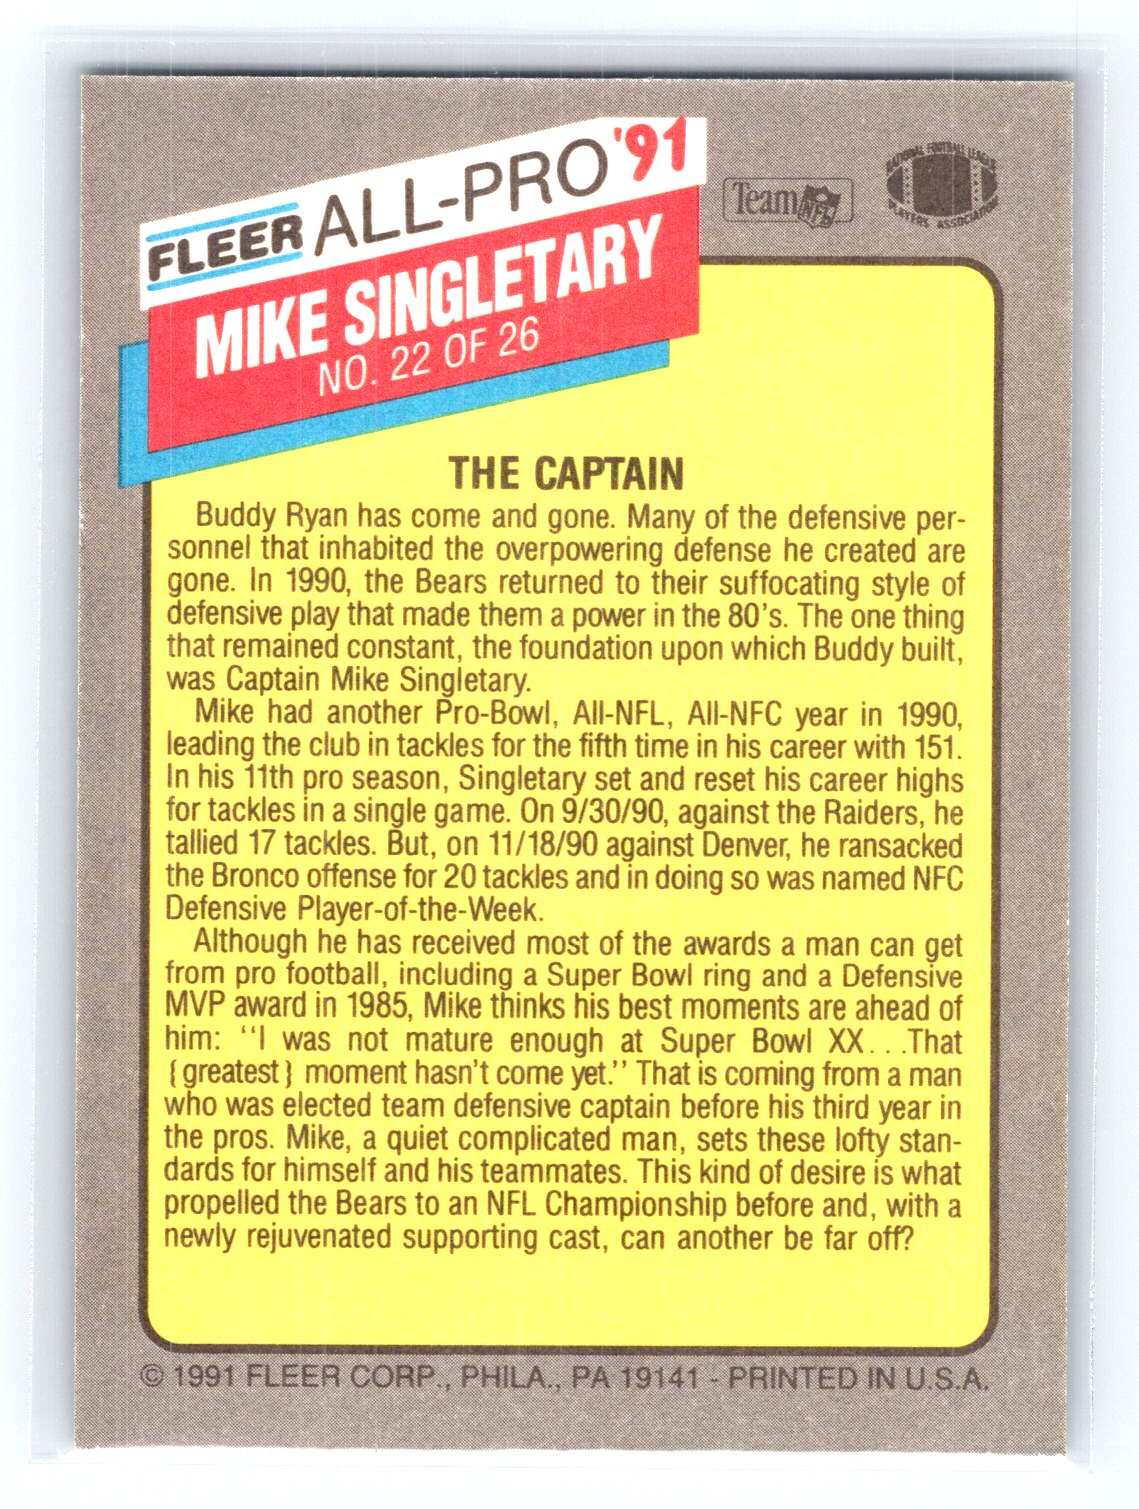 FLEER ALL-PRO '91
MIKE SINGLETARY
NO. 22 OF 26
Team NFL
NATIONAL FOOTBALL LEAGUE
PLAYERS ASSOCIATION
THE CAPTAIN
Buddy Ryan has come and gone. Many of the defensive per-
sonnel that inhabited the overpowering defense he created are
gone. In 1990, the Bears returned to their suffocating style of
defensive play that made them a power in the 80's. The one thing
that remained constant, the foundation upon which Buddy built,
was Captain Mike Singletary.
Mike had another Pro-Bowl, All-NFL, All-NFC year in 1990,
leading the club in tackles for the fifth time in his career with 151.
In his 11th pro season, Singletary set and reset his career highs
for tackles in a single game. On 9/30/90, against the Raiders, he
tallied 17 tackles. But, on 11/18/90 against Denver, he ransacked
the Bronco offense for 20 tackles and in doing so was named NFC
Defensive Player-of-the-Week.
Although he has received most of the awards a man can get
from pro football, including a Super Bowl ring and a Defensive
MVP award in 1985, Mike thinks his best moments are ahead of
him: "I was not mature enough at Super Bowl XX. . .That
{greatest} moment hasn't come yet." That is coming from a man
who was elected team defensive captain before his third year in
the pros. Mike, a quiet complicated man, sets these lofty stan-
dards for himself and his teammates. This kind of desire is what
propelled the Bears to an NFL Championship before and, with a
newly rejuvenated supporting cast, can another be far off?
© 1991 FLEER CORP., PHILA., PA 19141 - PRINTED IN U.S.A.